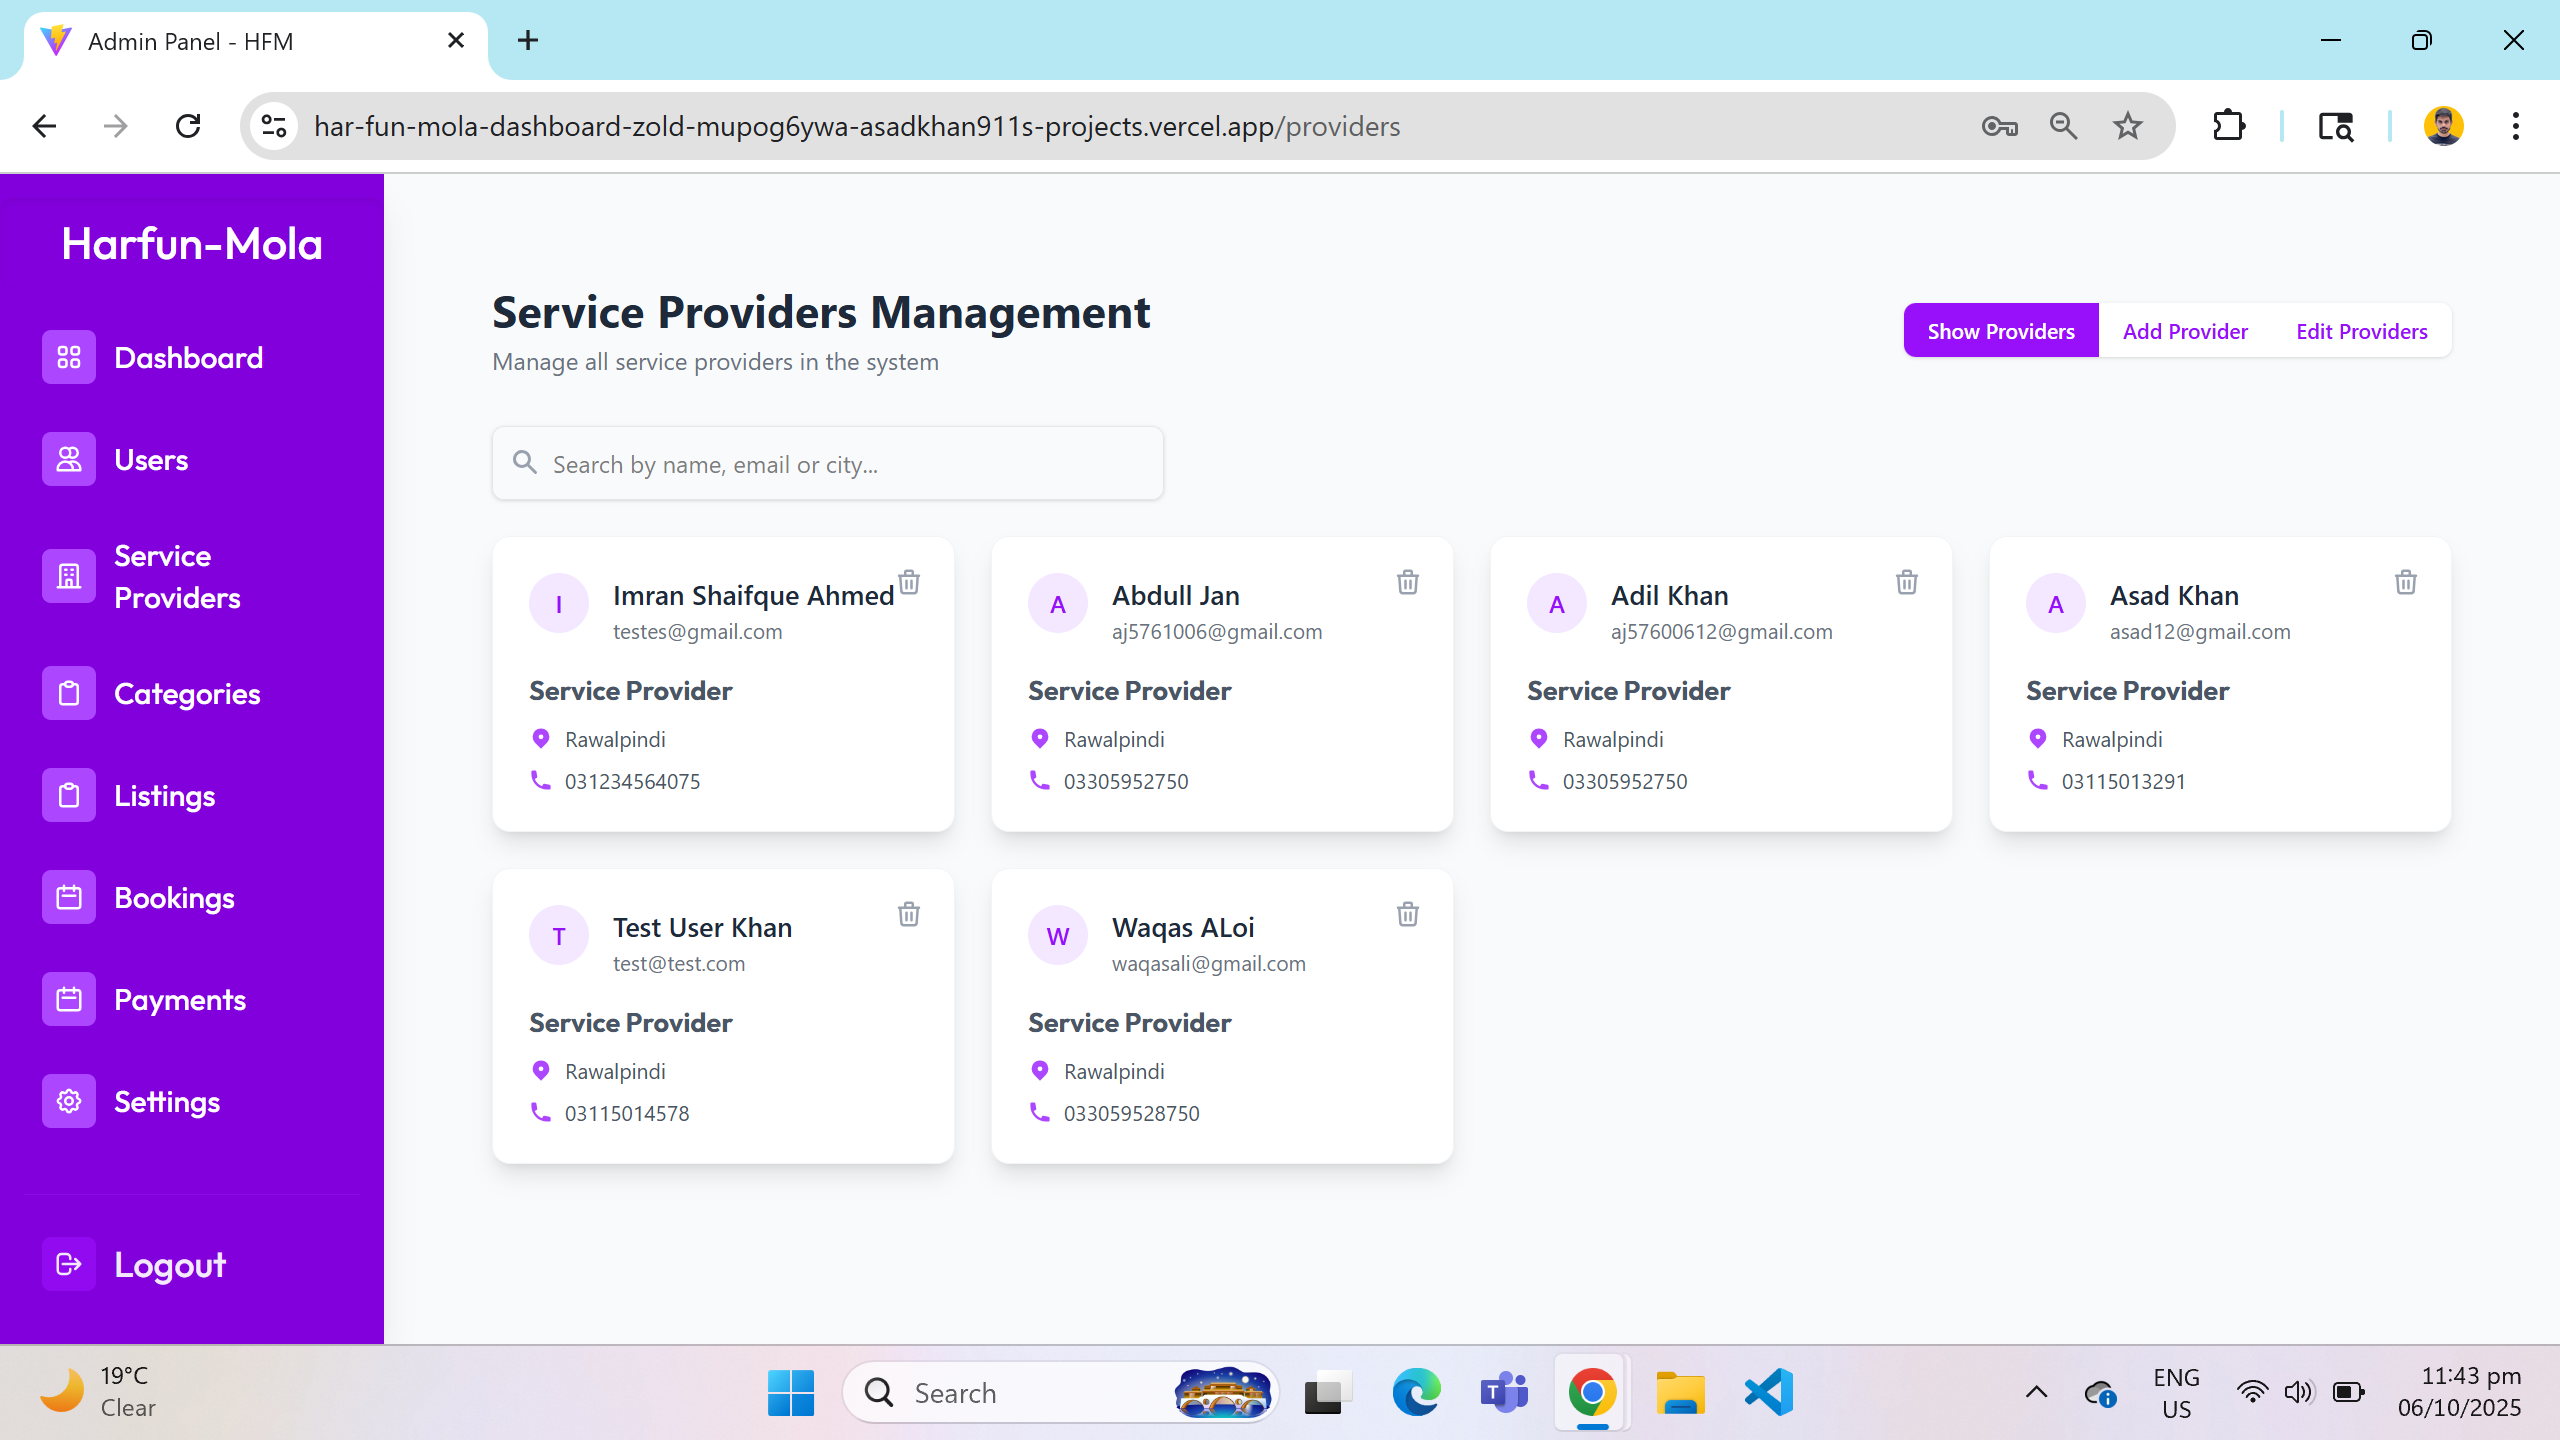 Admin Panel - HFM
har-fun-mola-dashboard-zold-mupog6ywa-asadkhan911s-projects.vercel.app/providers
Harfun-Mola
Dashboard
Users
Service
Providers
Categories
Listings
Bookings
Payments
Settings
Logout
Service Providers Management
Manage all service providers in the system
Show Providers
Add Provider
Edit Providers
Search by name, email or city...
I
Imran Shaifque Ahmed
testes@gmail.com
Service Provider
Rawalpindi
031234564075
A
Abdull Jan
aj5761006@gmail.com
Service Provider
Rawalpindi
03305952750
A
Adil Khan
aj57600612@gmail.com
Service Provider
Rawalpindi
03305952750
A
Asad Khan
asad12@gmail.com
Service Provider
Rawalpindi
03115013291
T
Test User Khan
test@test.com
Service Provider
Rawalpindi
03115014578
W
Waqas ALoi
waqasali@gmail.com
Service Provider
Rawalpindi
033059528750
19°C
Clear
Search
T
ENG
US
11:43 pm
06/10/2025